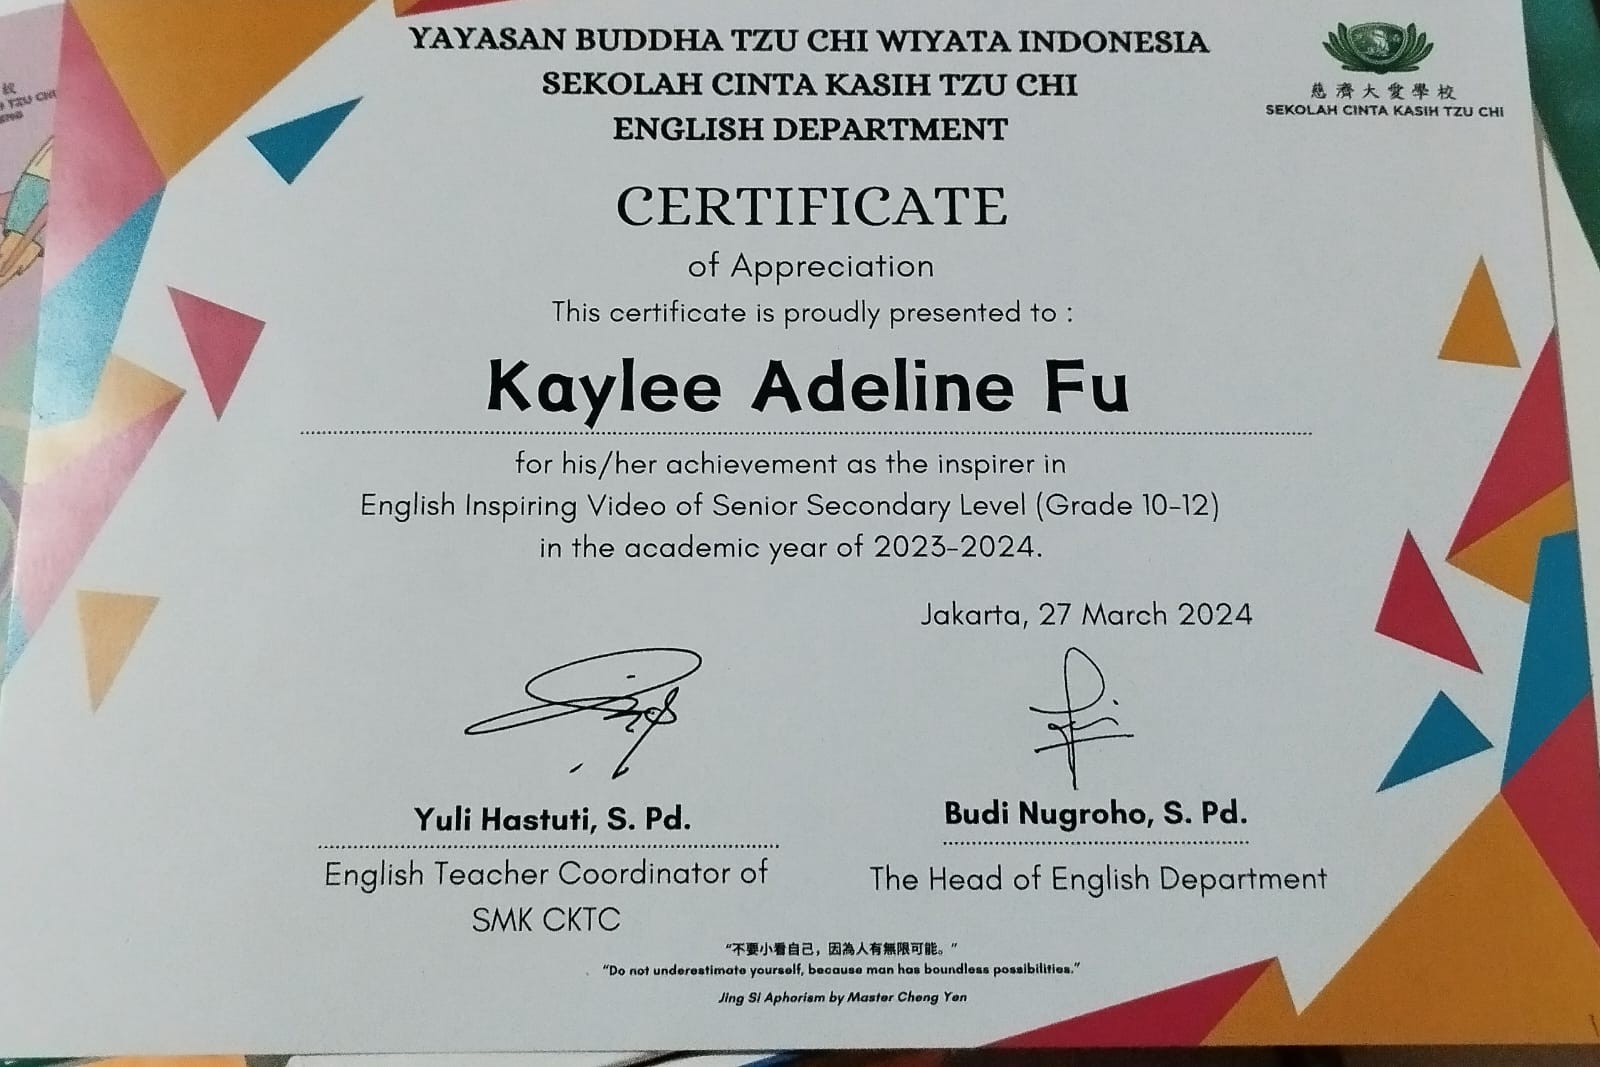 YAYASAN BUDDHA TZU CHI WIYATA INDONESIA
SEKOLAH CINTA KASIH TZU CHI
ENGLISH DEPARTMENT
慈濟大愛學校
SEKOLAH CINTA KASIH TZU CHI
校
TZU CHI
CERTIFICATE
of Appreciation
This certificate is proudly presented to :
Kaylee Adeline Fu
for his/her achievement as the inspirer in
English Inspiring Video of Senior Secondary Level (Grade 10-12)
in the academic year of 2023-2024.
Jakarta, 27 March 2024
Yuli Hastuti, S. Pd.
English Teacher Coordinator of
SMK CKTC
Budi Nugroho, S. Pd.
The Head of English Department
"不要小看自己，因為人有無限可能。"
"Do not underestimate yourself, because man has boundless possibilities."
Jing Si Aphorism by Master Cheng Yen